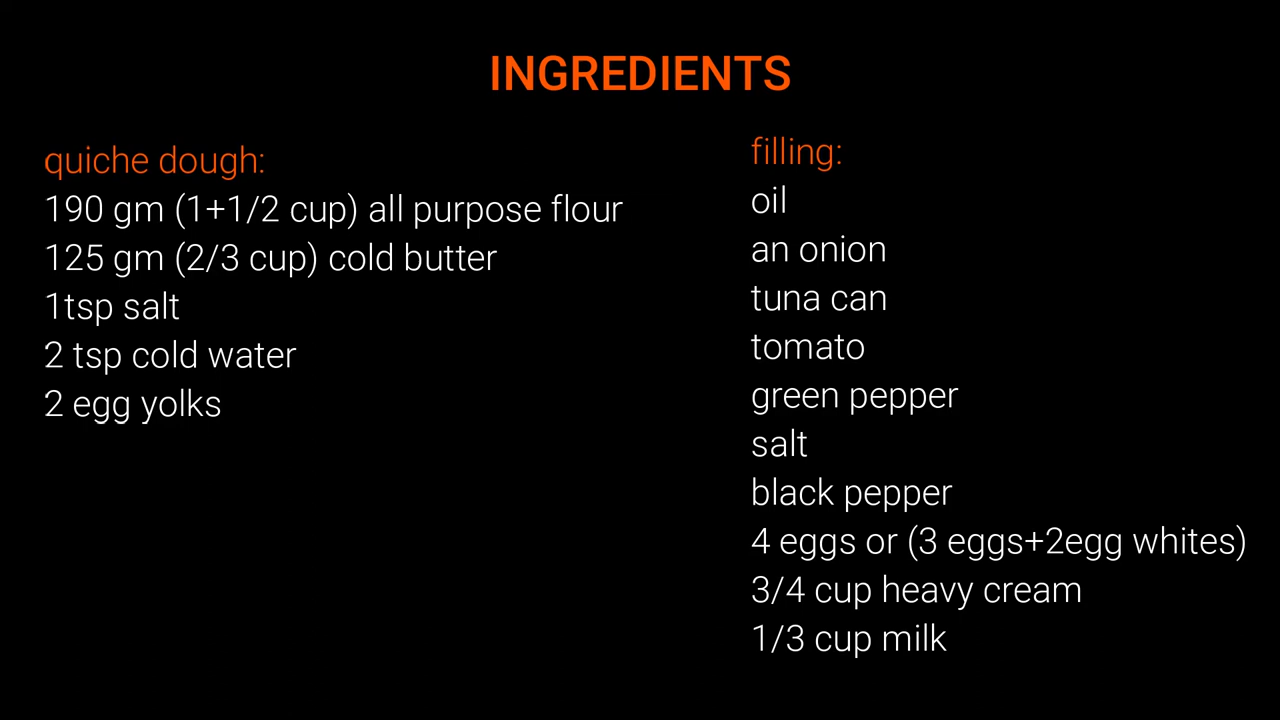 INGREDIENTS
quiche dough:
190 gm (1+1/2 cup) all purpose flour
125 gm (2/3 cup) cold butter
1tsp salt
2 tsp cold water
2 egg yolks
filling:
oil
an onion
tuna can
tomato
green pepper
salt
black pepper
4 eggs or (3 eggs+2egg whites)
3/4 cup heavy cream
1/3 cup milk